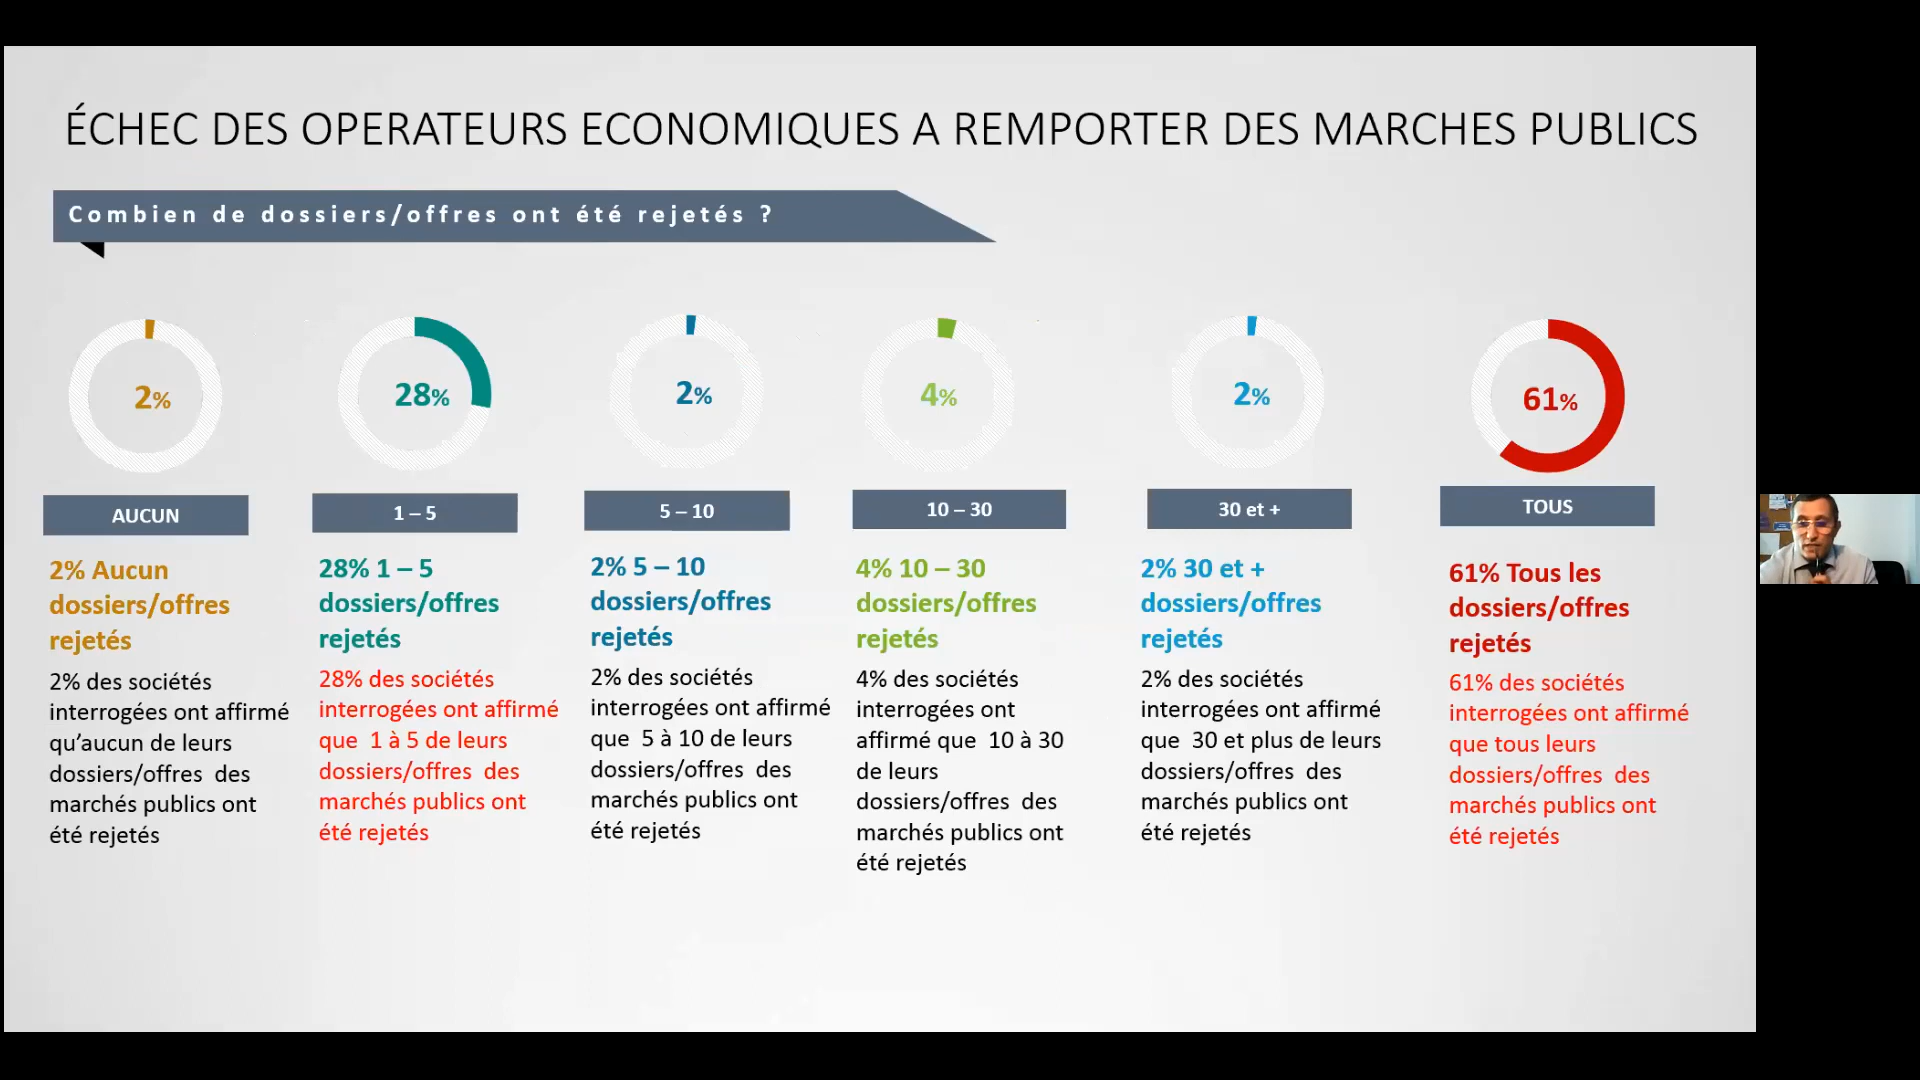 ÉCHEC DES OPERATEURS ECONOMIQUES A REMPORTER DES MARCHES PUBLICS
Combien de dossiers/offres ont été rejetés ?
2%
28%
2%
4%
2%
61%
AUCUN
1 – 5
5 – 10
10 – 30
30 et +
TOUS
2% Aucun
dossiers/offres
rejetés
2% des sociétés
interrogées ont affirmé
qu’aucun de leurs
dossiers/offres des
marchés publics ont
été rejetés
28% 1 – 5
dossiers/offres
rejetés
28% des sociétés
interrogées ont affirmé
que 1 à 5 de leurs
dossiers/offres des
marchés publics ont
été rejetés
2% 5 – 10
dossiers/offres
rejetés
2% des sociétés
interrogées ont affirmé
que 5 à 10 de leurs
dossiers/offres des
marchés publics ont
été rejetés
4% 10 – 30
dossiers/offres
rejetés
4% des sociétés
interrogées ont
affirmé que 10 à 30
de leurs
dossiers/offres des
marchés publics ont
été rejetés
2% 30 et +
dossiers/offres
rejetés
2% des sociétés
interrogées ont affirmé
que 30 et plus de leurs
dossiers/offres des
marchés publics ont
été rejetés
61% Tous les
dossiers/offres
rejetés
61% des sociétés
interrogées ont affirmé
que tous leurs
dossiers/offres des
marchés publics ont
été rejetés